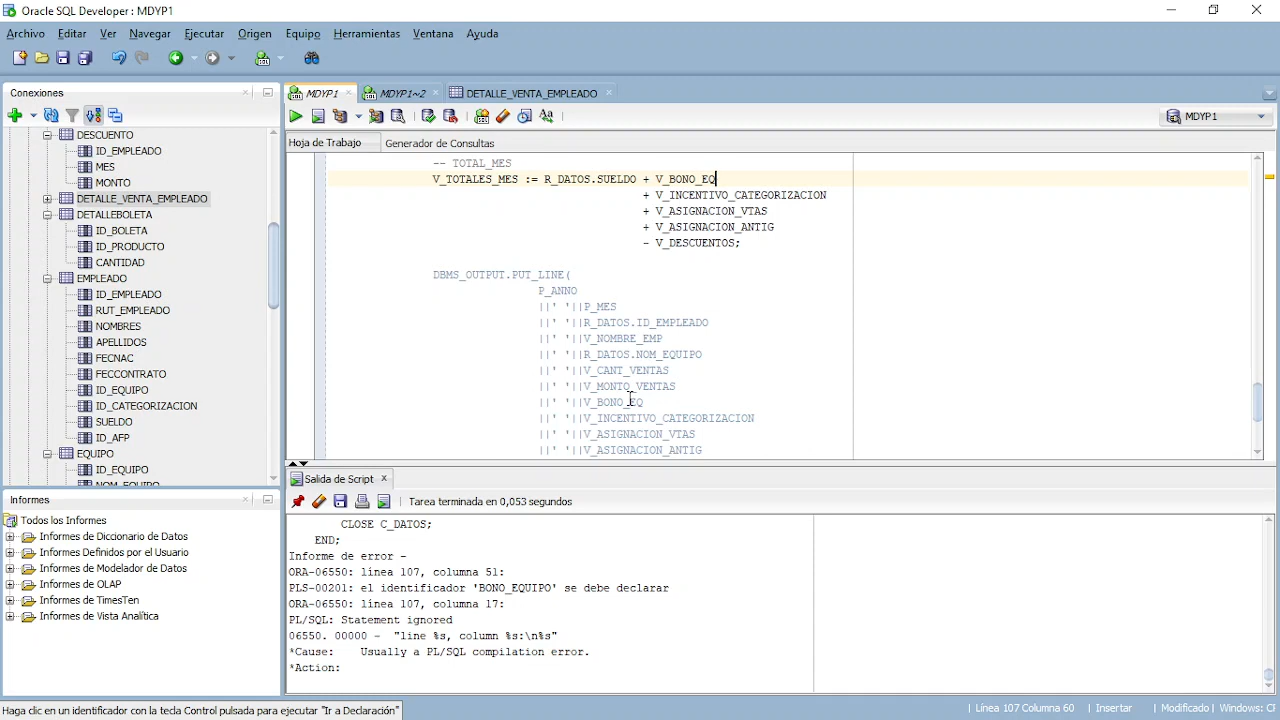 Oracle SQL Developer : MDYP1
Archivo Editar Ver Navegar Ejecutar Origen Equipo Herramientas Ventana Ayuda
Conexiones
DESCUENTO
ID_EMPLEADO
MES
MONTO
DETALLE_VENTA_EMPLEADO
DETALLEBOLETA
ID_BOLETA
ID_PRODUCTO
CANTIDAD
EMPLEADO
ID_EMPLEADO
RUT_EMPLEADO
NOMBRES
APELLIDOS
FECNAC
FECCONTRATO
ID_EQUIPO
ID_CATEGORIZACION
SUELDO
ID_AFP
EQUIPO
ID_EQUIPO
NOM_EQUIPO
Informes
Todos los Informes
Informes de Diccionario de Datos
Informes Definidos por el Usuario
Informes de Modelador de Datos
Informes de OLAP
Informes de TimesTen
Informes de Vista Analítica
MDYP1 MDYP1~2 DETALLE_VENTA_EMPLEADO
MDYP1
Hoja de Trabajo Generador de Consultas
-- TOTAL_MES
V_TOTALES_MES := R_DATOS.SUELDO + V_BONO_EQ
+ V_INCENTIVO_CATEGORIZACION
+ V_ASIGNACION_VTAS
+ V_ASIGNACION_ANTIG
- V_DESCUENTOS;
DBMS_OUTPUT.PUT_LINE(
P_ANNO
||' '||P_MES
||' '||R_DATOS.ID_EMPLEADO
||' '||V_NOMBRE_EMP
||' '||R_DATOS.NOM_EQUIPO
||' '||V_CANT_VENTAS
||' '||V_MONTO_VENTAS
||' '||V_BONO_EQ
||' '||V_INCENTIVO_CATEGORIZACION
||' '||V_ASIGNACION_VTAS
||' '||V_ASIGNACION_ANTIG
Salida de Script
Tarea terminada en 0,053 segundos
CLOSE C_DATOS;
END;
Informe de error -
ORA-06550: línea 107, columna 51:
PLS-00201: el identificador 'BONO_EQUIPO' se debe declarar
ORA-06550: línea 107, columna 17:
PL/SQL: Statement ignored
06550. 00000 - "line %s, column %s:\n%s"
*Cause: Usually a PL/SQL compilation error.
*Action:
Haga clic en un identificador con la tecla Control pulsada para ejecutar "Ir a Declaración"
Línea 107 Columna 60 Insertar Modificado Windows: CF